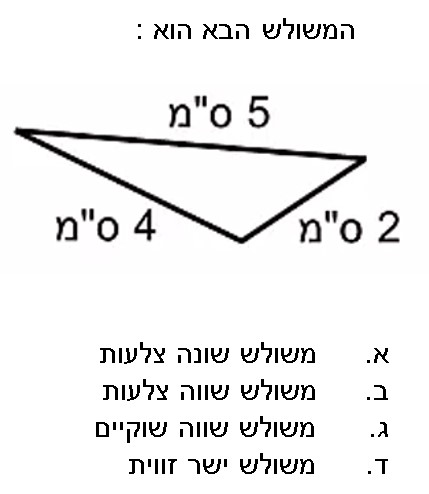 המשולש הבא הוא :
5 ס"מ
4 ס"מ
2 ס"מ
א. משולש שונה צלעות
ב. משולש שווה צלעות
ג. משולש שווה שוקיים
ד. משולש ישר זווית